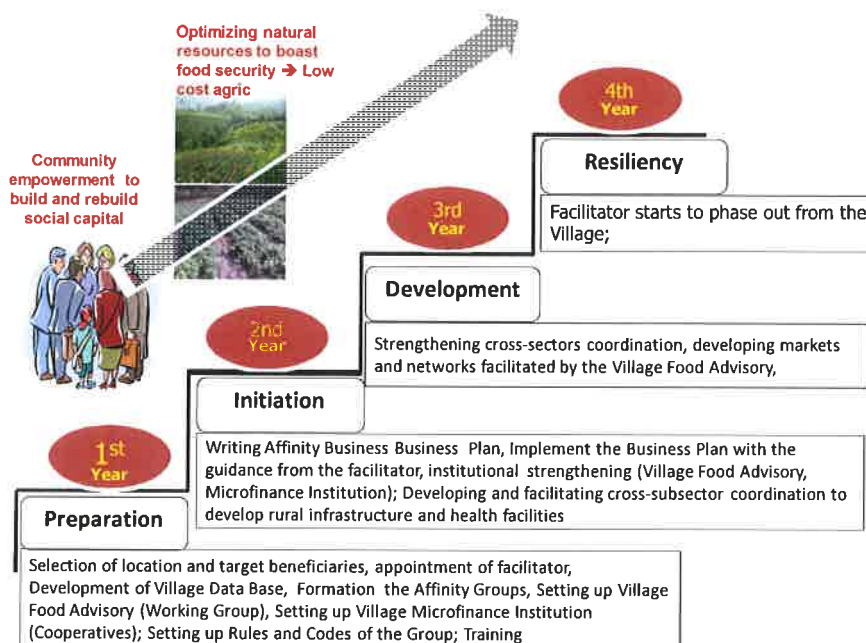 Optimizing natural
resources to boast
food security ➔ Low
cost agric
Community
empowerment to
build and rebuild
social capital
4th
Year
Resiliency
Facilitator starts to phase out from the
Village;
3rd
Year
Development
Strengthening cross-sectors coordination, developing markets
and networks facilitated by the Village Food Advisory,
2nd
Year
Initiation
Writing Affinity Business Business Plan, Implement the Business Plan with the
guidance from the facilitator, institutional strengthening (Village Food Advisory,
Microfinance Institution); Developing and facilitating cross-subsector coordination to
develop rural infrastructure and health facilities
1st
Year
Preparation
Selection of location and target beneficiaries, appointment of facilitator,
Development of Village Data Base, Formation the Affinity Groups, Setting up Village
Food Advisory (Working Group), Setting up Village Microfinance Institution
(Cooperatives); Setting up Rules and Codes of the Group; Training